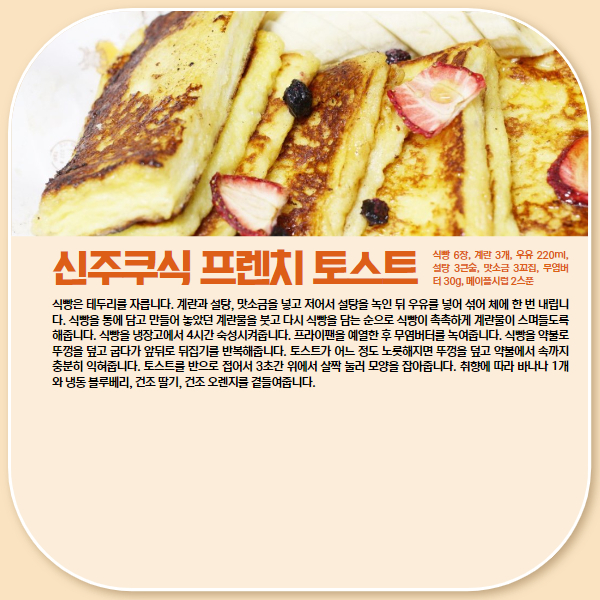 신주쿠식 프렌치 토스트
식빵 6장, 계란 3개, 우유 220ml,
설탕 3큰술, 맛소금 3꼬집, 무염버
터 30g, 메이플시럽 2스푼
식빵은 테두리를 자릅니다. 계란과 설탕, 맛소금을 넣고 저어서 설탕을 녹인 뒤 우유를 넣어 섞어 체에 한 번 내립니
다. 식빵을 통에 담고 만들어 놓았던 계란물을 붓고 다시 식빵을 담는 순으로 식빵이 촉촉하게 계란물이 스며들도록
해줍니다. 식빵을 냉장고에서 4시간 숙성시켜줍니다. 프라이팬을 예열한 후 무염버터를 녹여줍니다. 식빵을 약불로
뚜껑을 덮고 굽다가 앞뒤로 뒤집기를 반복해줍니다. 토스트가 어느 정도 노릇해지면 뚜껑을 덮고 약불에서 속까지
충분히 익혀줍니다. 토스트를 반으로 접어서 3초간 위에서 살짝 눌러 모양을 잡아줍니다. 취향에 따라 바나나 1개
와 냉동 블루베리, 건조 딸기, 건조 오렌지를 곁들여줍니다.